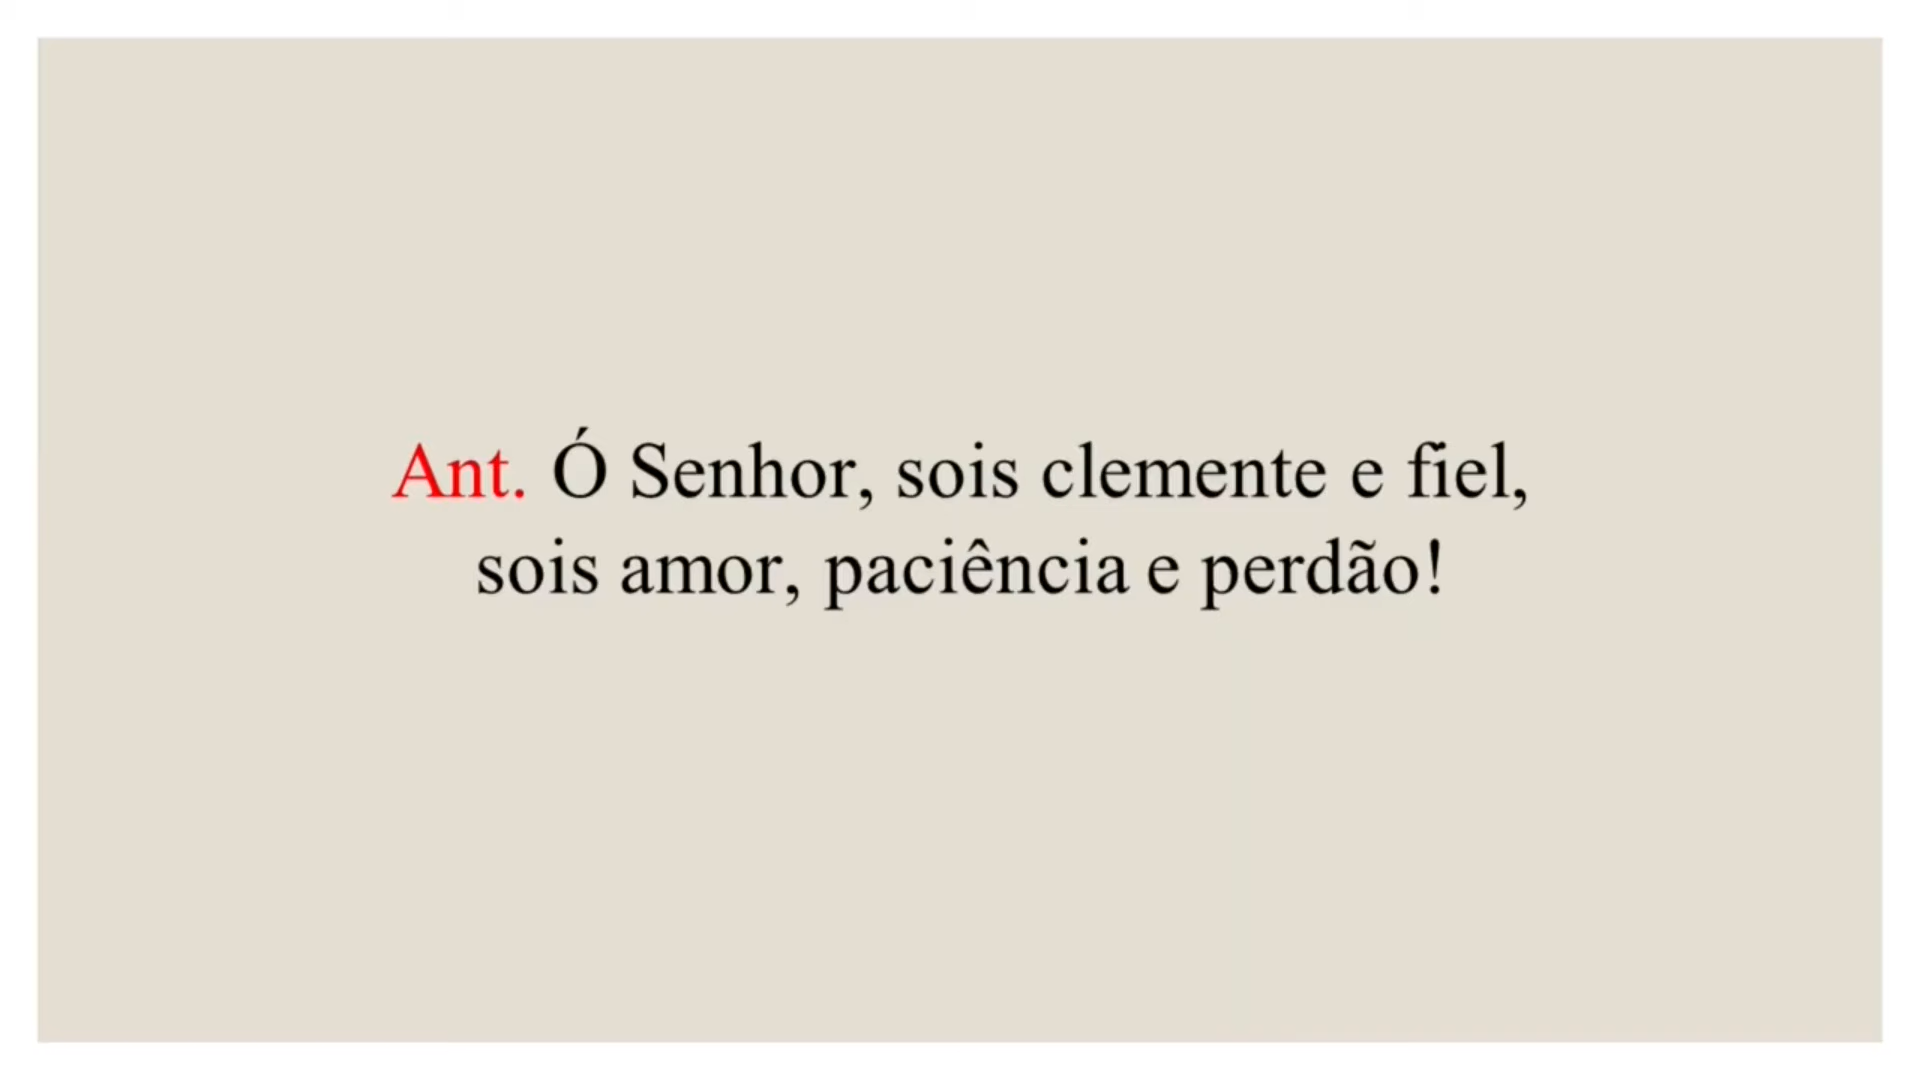 Ant. Ó Senhor, sois clemente e fiel,
sois amor, paciência e perdão!